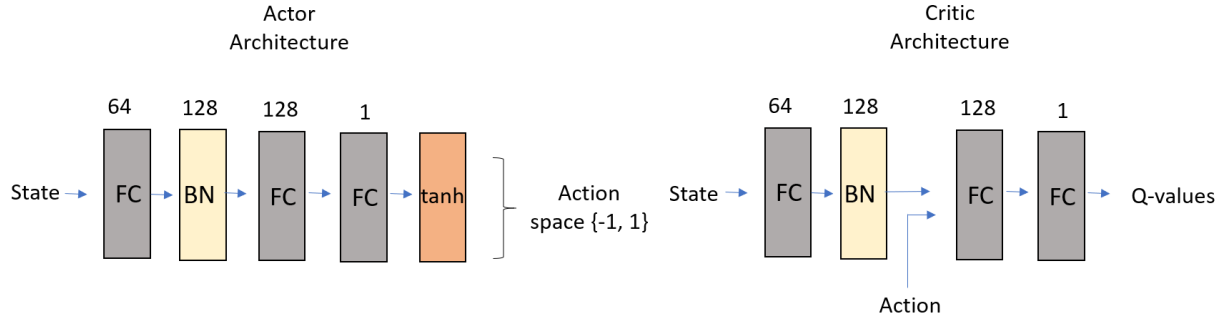 Actor
Architecture
64 128 128 1
State FC BN FC FC tanh
Action
space {-1, 1}
Critic
Architecture
64 128 128 1
State FC BN FC FC Q-values
Action